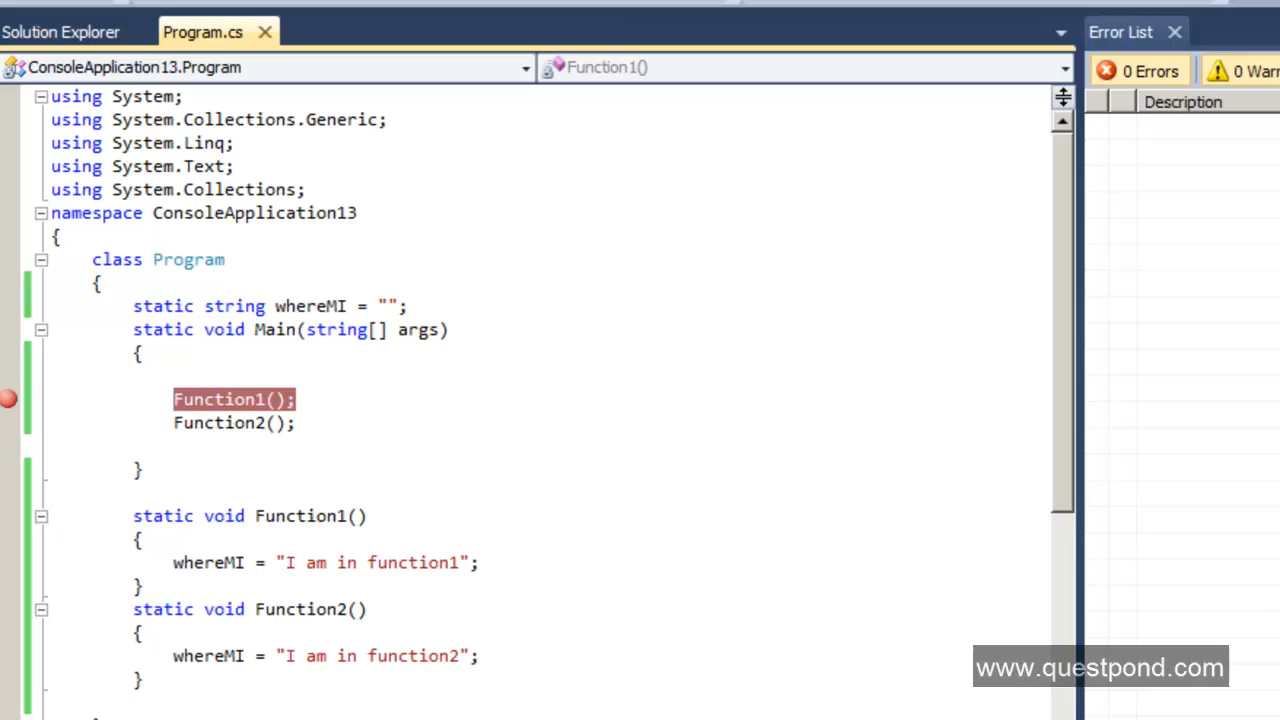 Solution Explorer
Program.cs
Error List
ConsoleApplication13.Program
Function1()
0 Errors
0 Warn
Description
using System;
using System.Collections.Generic;
using System.Linq;
using System.Text;
using System.Collections;
namespace ConsoleApplication13
{
class Program
{
static string whereMI = "";
static void Main(string[] args)
{
Function1();
Function2();
}
static void Function1()
{
whereMI = "I am in function1";
}
static void Function2()
{
whereMI = "I am in function2";
}
www.questpond.com